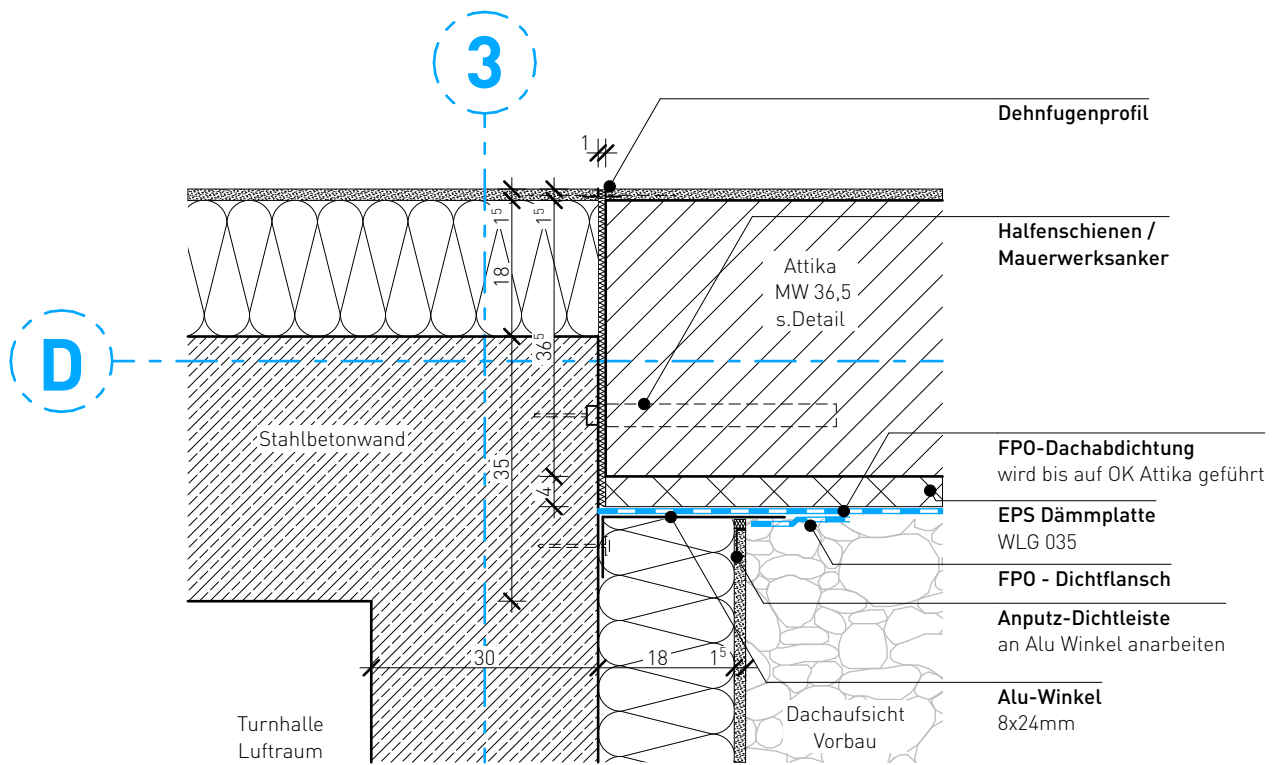 3
Dehnfugenprofil
1
1⁵
1⁵
Halfenschienen /
Mauerwerksanker
18
Attika
MW 36,5
s.Detail
36⁵
D
Stahlbetonwand
35
4
FPO-Dachabdichtung
wird bis auf OK Attika geführt
EPS Dämmplatte
WLG 035
FPO - Dichtflansch
Anputz-Dichtleiste
an Alu Winkel anarbeiten
30
18
1⁵
Alu-Winkel
8x24mm
Turnhalle
Luftraum
Dachaufsicht
Vorbau